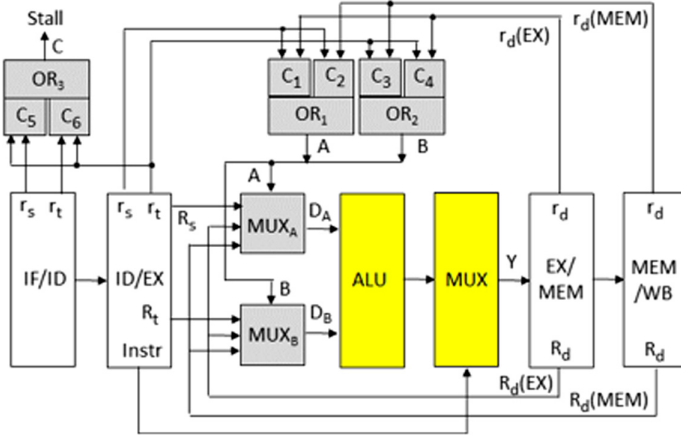 Stall
C
OR3
C5 C6
rd(EX) rd(MEM)
C1 C2 C3 C4
OR1 OR2
A B
rs rt
IF/ID
rs rt
Rs
ID/EX
Rt
Instr
A
MUXA
DA
B
MUXB
DB
ALU
MUX
Y
rd
EX/
MEM
Rd
rd
MEM
/WB
Rd
Rd(EX)
Rd(MEM)